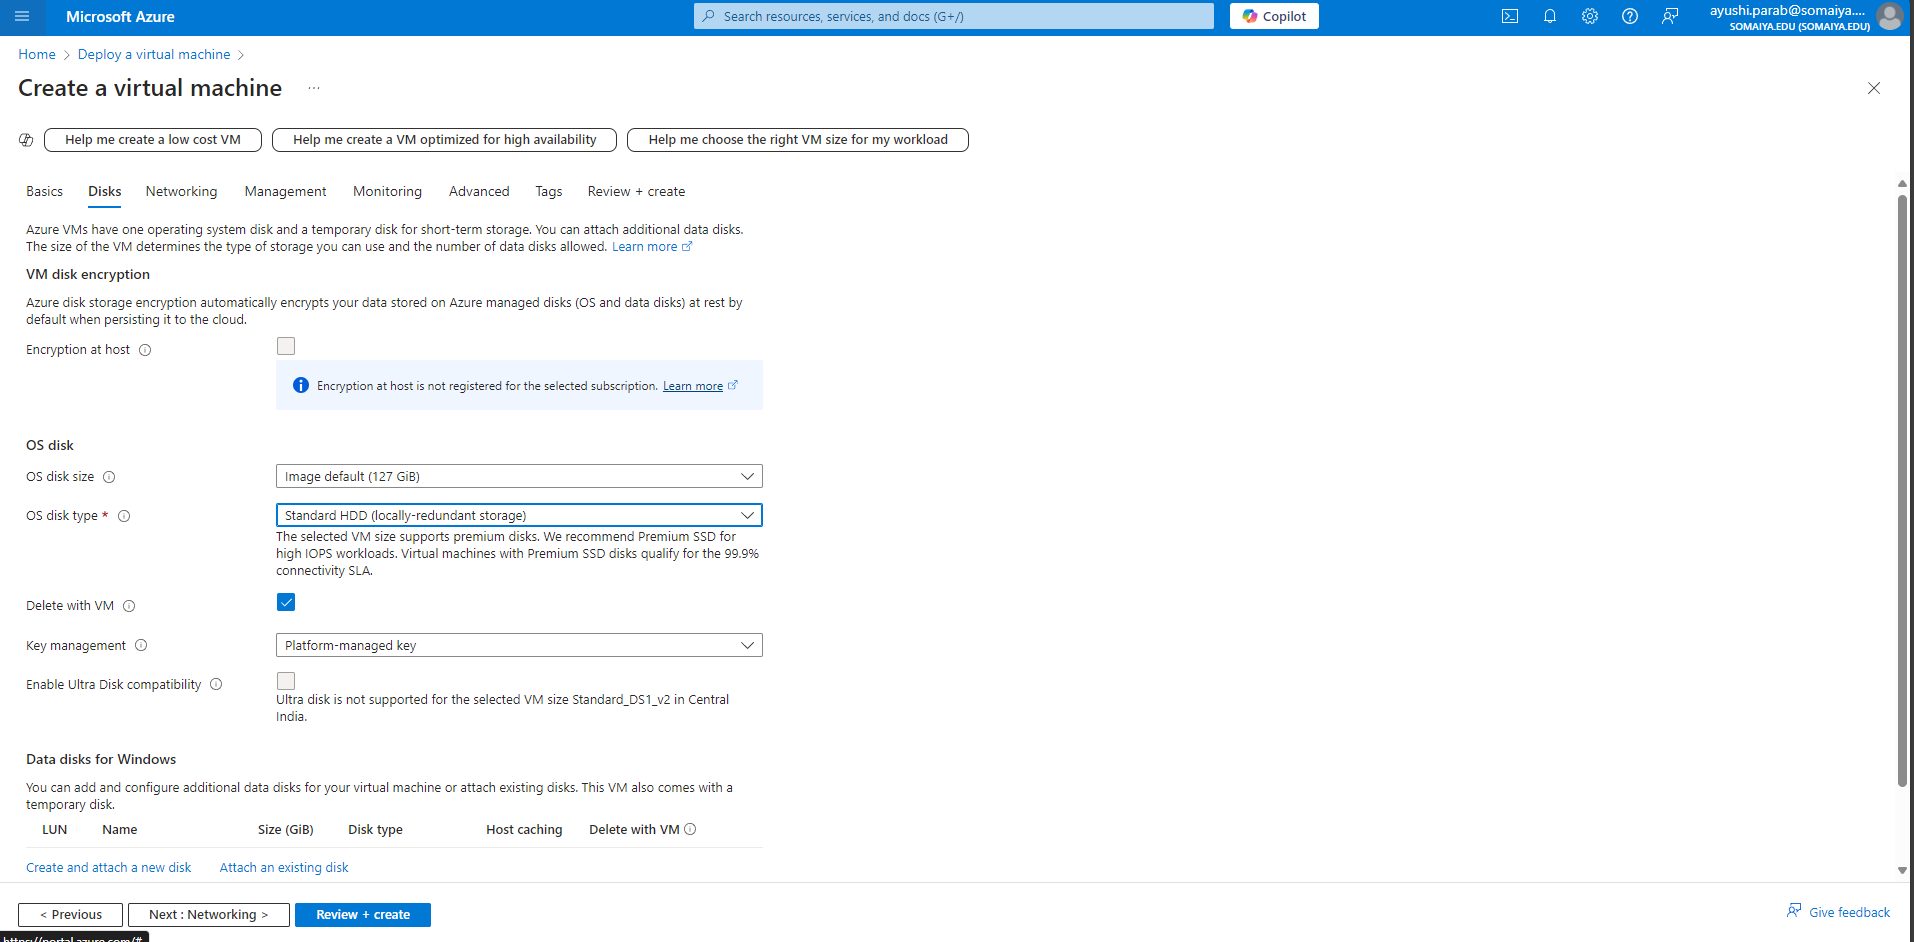 Microsoft Azure
Search resources, services, and docs (G+/)
Copilot
ayushi.parab@somaiya....
SOMAIYA.EDU (SOMAIYA.EDU)
Home > Deploy a virtual machine >
Create a virtual machine ...
Help me create a low cost VM
Help me create a VM optimized for high availability
Help me choose the right VM size for my workload
Basics Disks Networking Management Monitoring Advanced Tags Review + create
Azure VMs have one operating system disk and a temporary disk for short-term storage. You can attach additional data disks.
The size of the VM determines the type of storage you can use and the number of data disks allowed. Learn more
VM disk encryption
Azure disk storage encryption automatically encrypts your data stored on Azure managed disks (OS and data disks) at rest by
default when persisting it to the cloud.
Encryption at host
Encryption at host is not registered for the selected subscription. Learn more
OS disk
OS disk size
Image default (127 GiB)
OS disk type *
Standard HDD (locally-redundant storage)
The selected VM size supports premium disks. We recommend Premium SSD for
high IOPS workloads. Virtual machines with Premium SSD disks qualify for the 99.9%
connectivity SLA.
Delete with VM
Key management
Platform-managed key
Enable Ultra Disk compatibility
Ultra disk is not supported for the selected VM size Standard_DS1_v2 in Central
India.
Data disks for Windows
You can add and configure additional data disks for your virtual machine or attach existing disks. This VM also comes with a
temporary disk.
LUN Name Size (GiB) Disk type Host caching Delete with VM
Create and attach a new disk Attach an existing disk
< Previous
Next : Networking >
Review + create
Give feedback
https://portal.azure.com/#